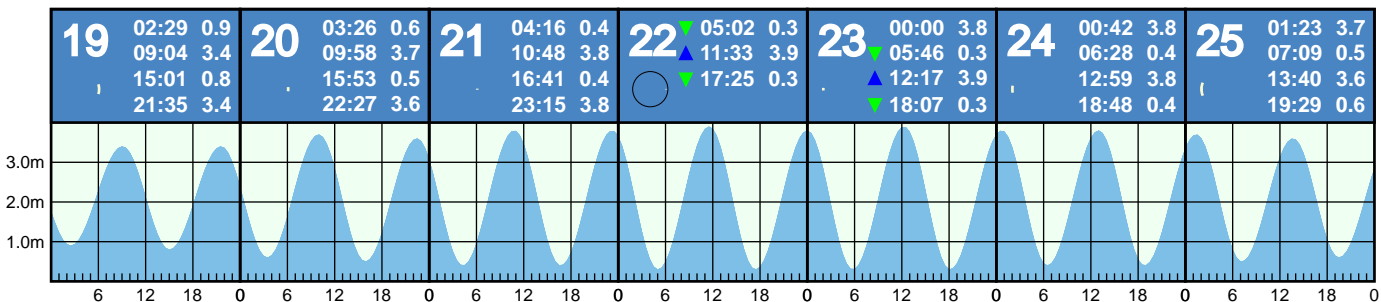 19
02:29 0.9
09:04 3.4
15:01 0.8
21:35 3.4
20
03:26 0.6
09:58 3.7
15:53 0.5
22:27 3.6
21
04:16 0.4
10:48 3.8
16:41 0.4
23:15 3.8
22
▼ 05:02 0.3
▲ 11:33 3.9
▼ 17:25 0.3
23
00:00 3.8
▼ 05:46 0.3
▲ 12:17 3.9
▼ 18:07 0.3
24
00:42 3.8
06:28 0.4
12:59 3.8
18:48 0.4
25
01:23 3.7
07:09 0.5
13:40 3.6
19:29 0.6
3.0m
2.0m
1.0m
6 12 18 0 6 12 18 0 6 12 18 0 6 12 18 0 6 12 18 0 6 12 18 0 6 12 18 0